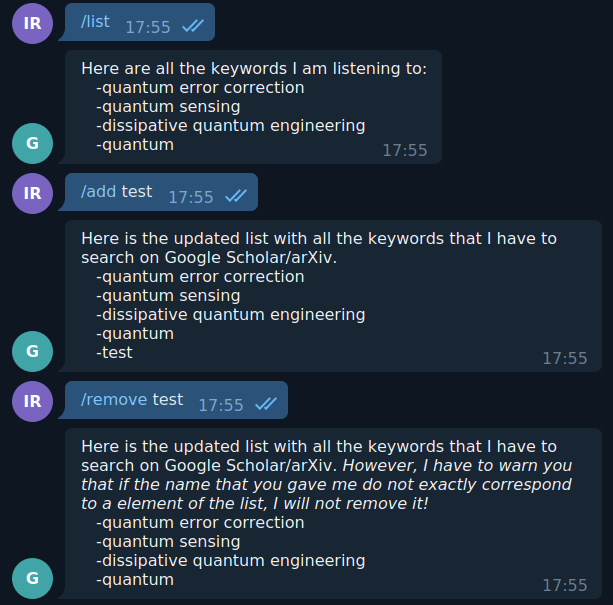 IR
/list 17:55
Here are all the keywords I am listening to:
-quantum error correction
-quantum sensing
-dissipative quantum engineering
-quantum
17:55
G
IR
/add test 17:55
Here is the updated list with all the keywords that I have to
search on Google Scholar/arXiv.
-quantum error correction
-quantum sensing
-dissipative quantum engineering
-quantum
-test
17:55
G
IR
/remove test 17:55
Here is the updated list with all the keywords that I have to
search on Google Scholar/arXiv. However, I have to warn you
that if the name that you gave me do not exactly correspond
to a element of the list, I will not remove it!
-quantum error correction
-quantum sensing
-dissipative quantum engineering
-quantum
17:55
G